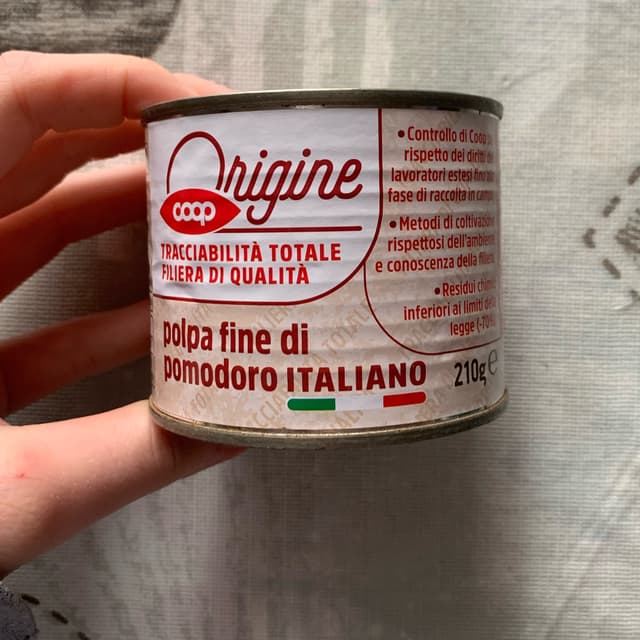 Origine
coop
TRACCIABILITÀ TOTALE
FILIERA DI QUALITÀ
polpa fine di
pomodoro ITALIANO
210g e
• Controllo di Coop
rispetto dei diritti
lavoratori estesi fino
fase di raccolta in
• Metodi di coltivazione
rispettosi dell'ambiente
e conoscenza della filiera
• Residui
inferiori ai limiti
legge (-70%